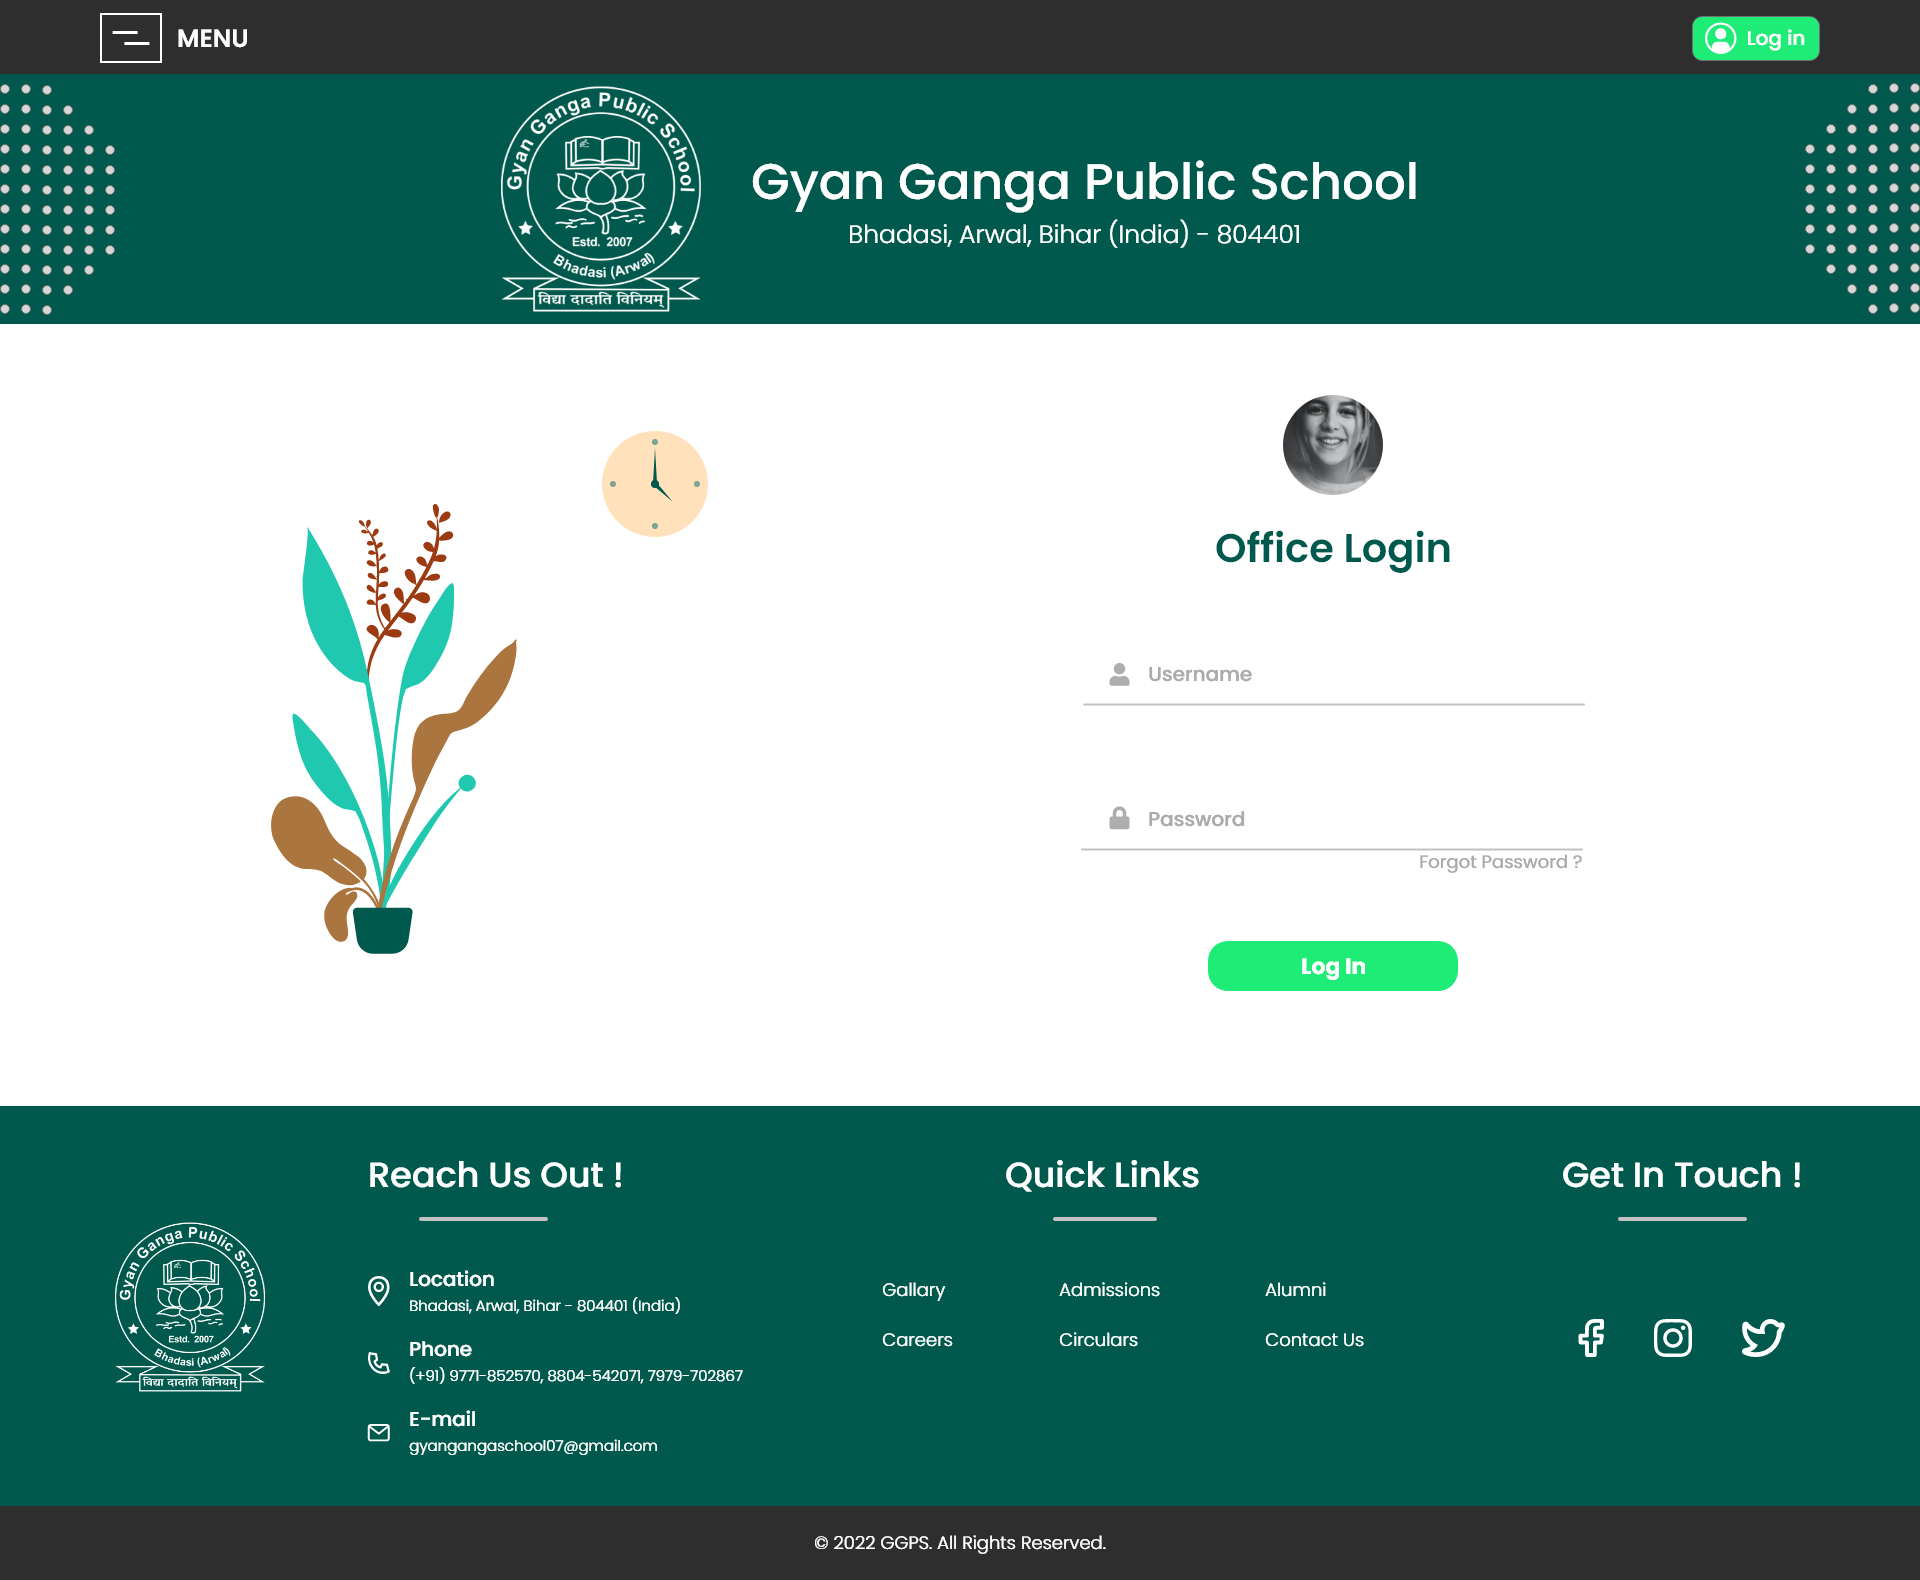 MENU
Log in
Gyan Ganga Public School
Estd. 2007
Bhadasi (Arwal)
विद्या दादाति विनियम्
Gyan Ganga Public School
Bhadasi, Arwal, Bihar (India) - 804401
Office Login
Username
Password
Forgot Password ?
Log In
Gyan Ganga Public School
Estd. 2007
Bhadasi (Arwal)
विद्या दादाति विनियम्
Reach Us Out !
Location
Bhadasi, Arwal, Bihar - 804401 (India)
Phone
(+91) 9771-852570, 8804-542071, 7979-702867
E-mail
gyangangaschool07@gmail.com
Quick Links
Gallary
Admissions
Alumni
Careers
Circulars
Contact Us
Get In Touch !
© 2022 GGPS. All Rights Reserved.